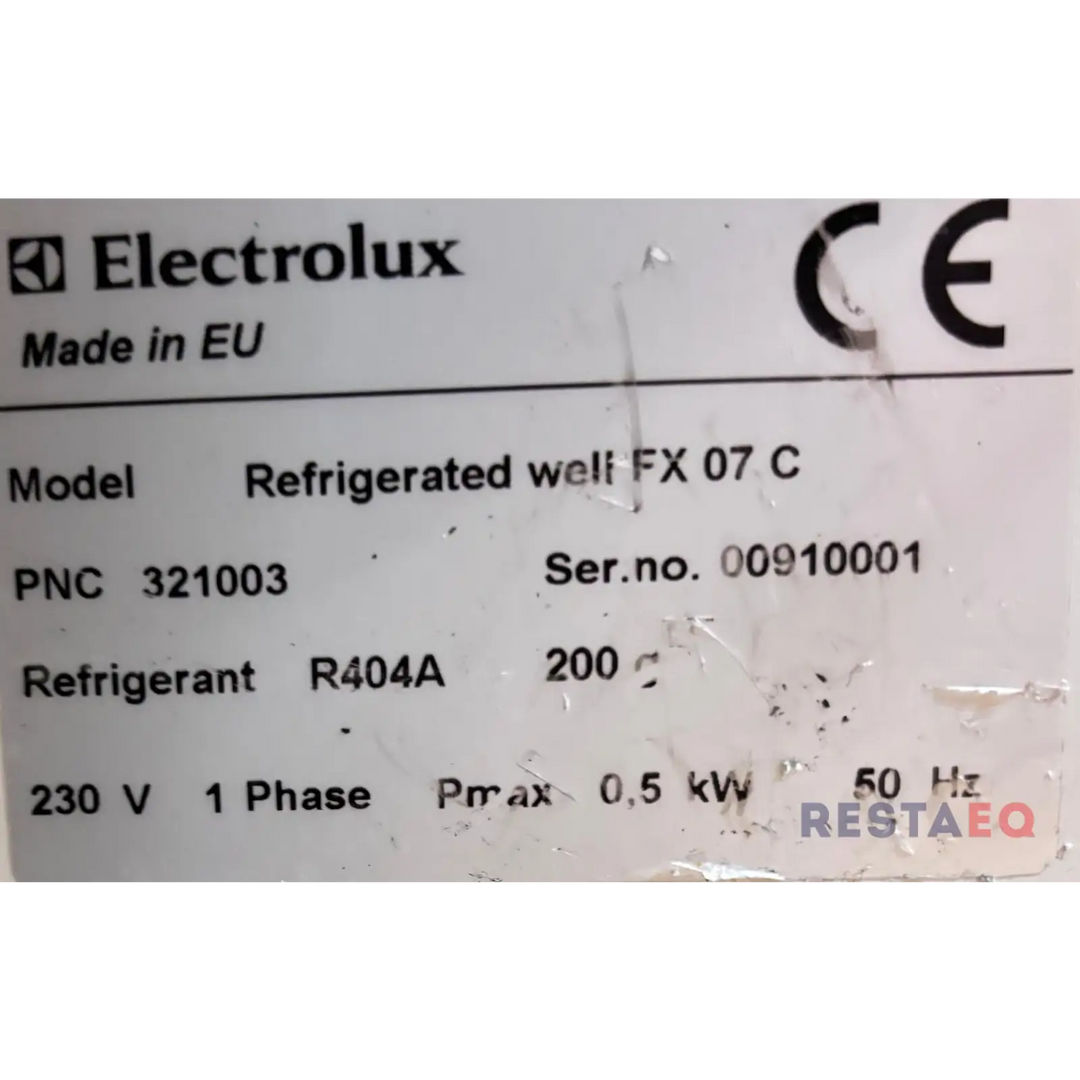 Electrolux
CE
Made in EU
Model Refrigerated well FX 07 C
PNC 321003 Ser.no. 00910001
Refrigerant R404A 200 g
230 V 1 Phase Pmax 0,5 kW 50 Hz
RESTAEQ